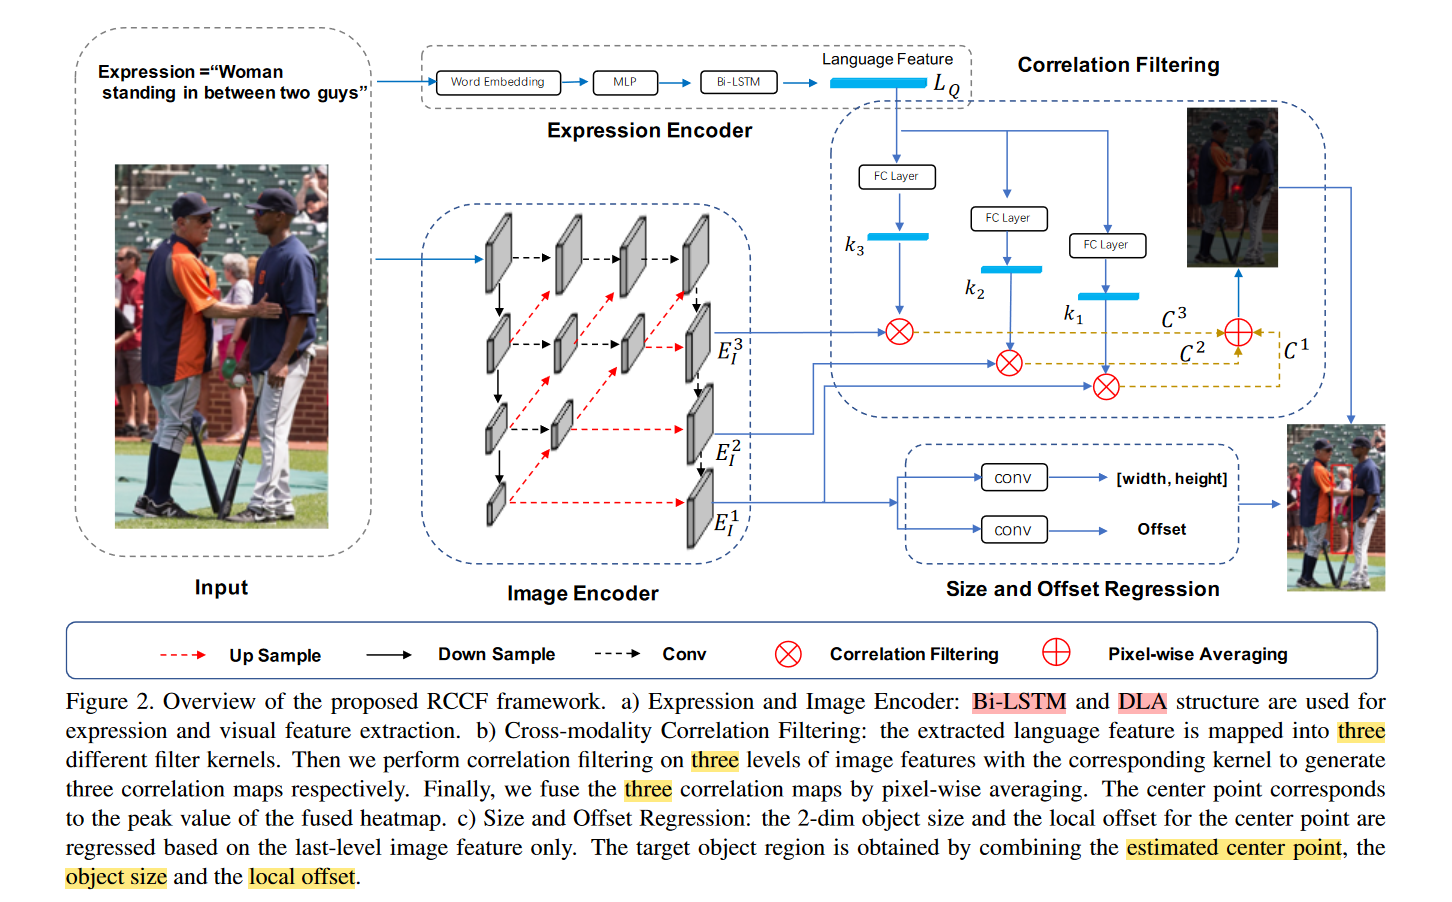 Expression ="Woman
standing in between two guys"
Word Embedding
MLP
Bi-LSTM
Language Feature
L_Q
Expression Encoder
Correlation Filtering
FC Layer
FC Layer
FC Layer
k_3
k_2
k_1
C^3
C^2
C^1
E_I^3
E_I^2
E_I^1
conv
[width, height]
conv
Offset
Input
Image Encoder
Size and Offset Regression
Up Sample
Down Sample
Conv
Correlation Filtering
Pixel-wise Averaging
Figure 2. Overview of the proposed RCCF framework. a) Expression and Image Encoder: Bi-LSTM and DLA structure are used for
expression and visual feature extraction. b) Cross-modality Correlation Filtering: the extracted language feature is mapped into three
different filter kernels. Then we perform correlation filtering on three levels of image features with the corresponding kernel to generate
three correlation maps respectively. Finally, we fuse the three correlation maps by pixel-wise averaging. The center point corresponds
to the peak value of the fused heatmap. c) Size and Offset Regression: the 2-dim object size and the local offset for the center point are
regressed based on the last-level image feature only. The target object region is obtained by combining the estimated center point, the
object size and the local offset.